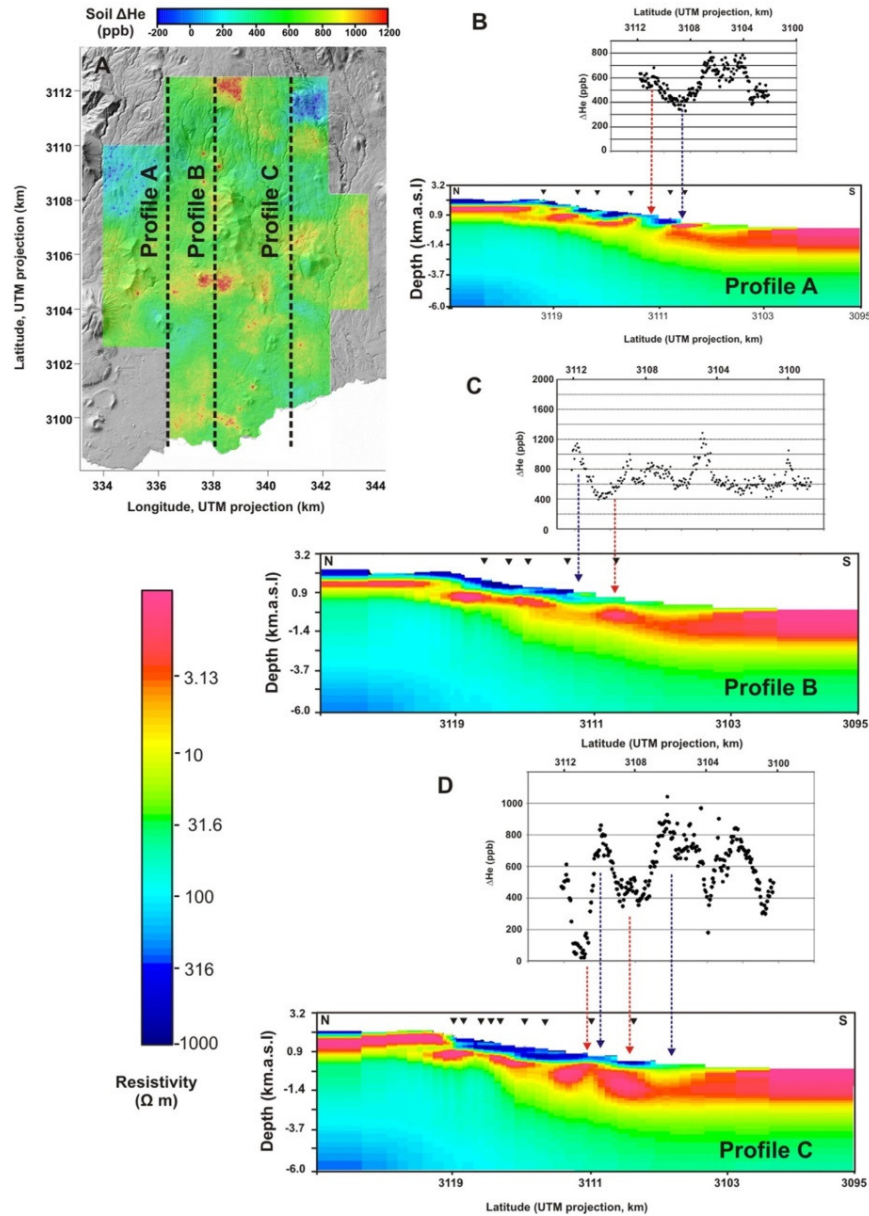 Soil ΔHe
(ppb)
-200 0 200 400 600 800 1000 1200
A
3112
3110
3108
3106
3104
3102
3100
Latitude, UTM projection (km)
Profile A
Profile B
Profile C
334 336 338 340 342 344
Longitude, UTM projection (km)
B
Latitude (UTM projection, km)
3112 3108 3104 3100
800
600
400
200
0
ΔHe (ppb)
3.2
0.9
-1.4
-3.7
-6.0
Depth (km.a.s.l)
N
S
Profile A
3119 3111 3103 3095
Latitude (UTM projection, km)
C
3112 3108 3104 3100
2000
1600
1200
800
400
0
ΔHe (ppb)
3.2
0.9
-1.4
-3.7
-6.0
Depth (km.a.s.l)
N
S
Profile B
3119 3111 3103 3095
Latitude (UTM projection, km)
3.13
10
31.6
100
316
1000
Resistivity
(Ω m)
D
3112 3108 3104 3100
1000
800
600
400
200
0
ΔHe (ppb)
3.2
0.9
-1.4
-3.7
-6.0
Depth (km.a.s.l)
N
S
Profile C
3119 3111 3103 3095
Latitude (UTM projection, km)